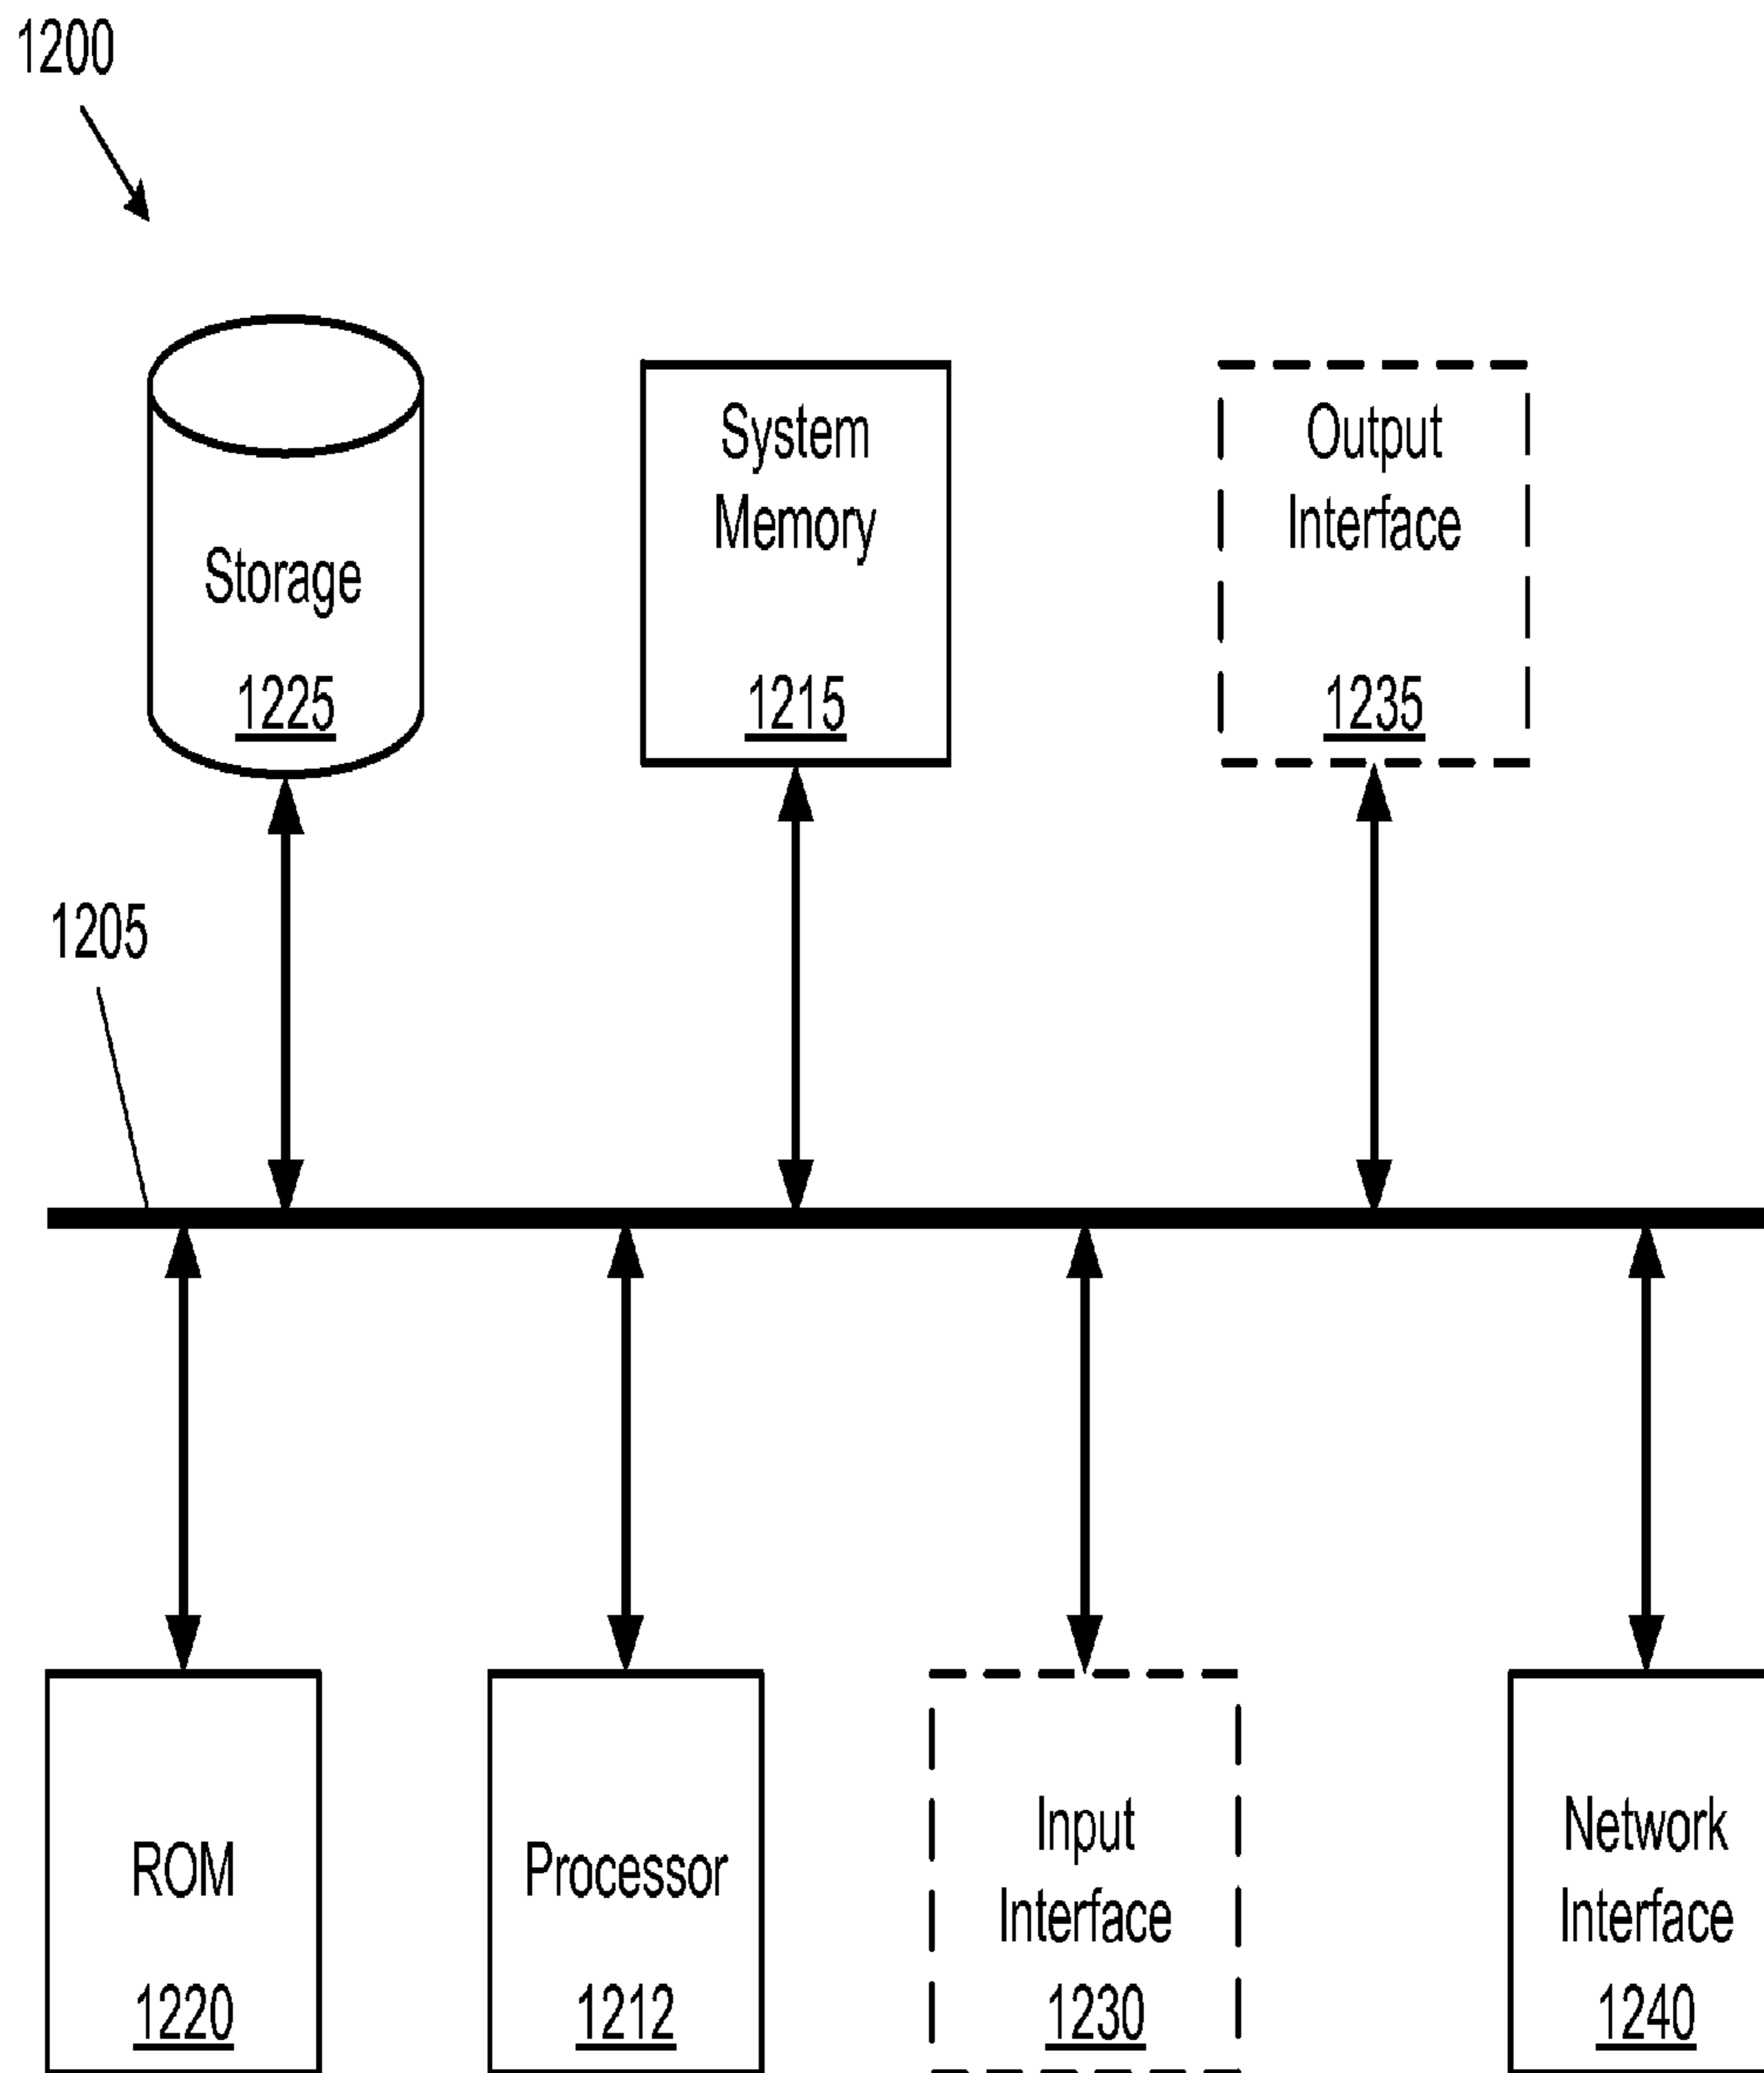 1200
Storage
1225
System
Memory
1215
Output
Interface
1235
1205
ROM
1220
Processor
1212
Input
Interface
1230
Network
Interface
1240